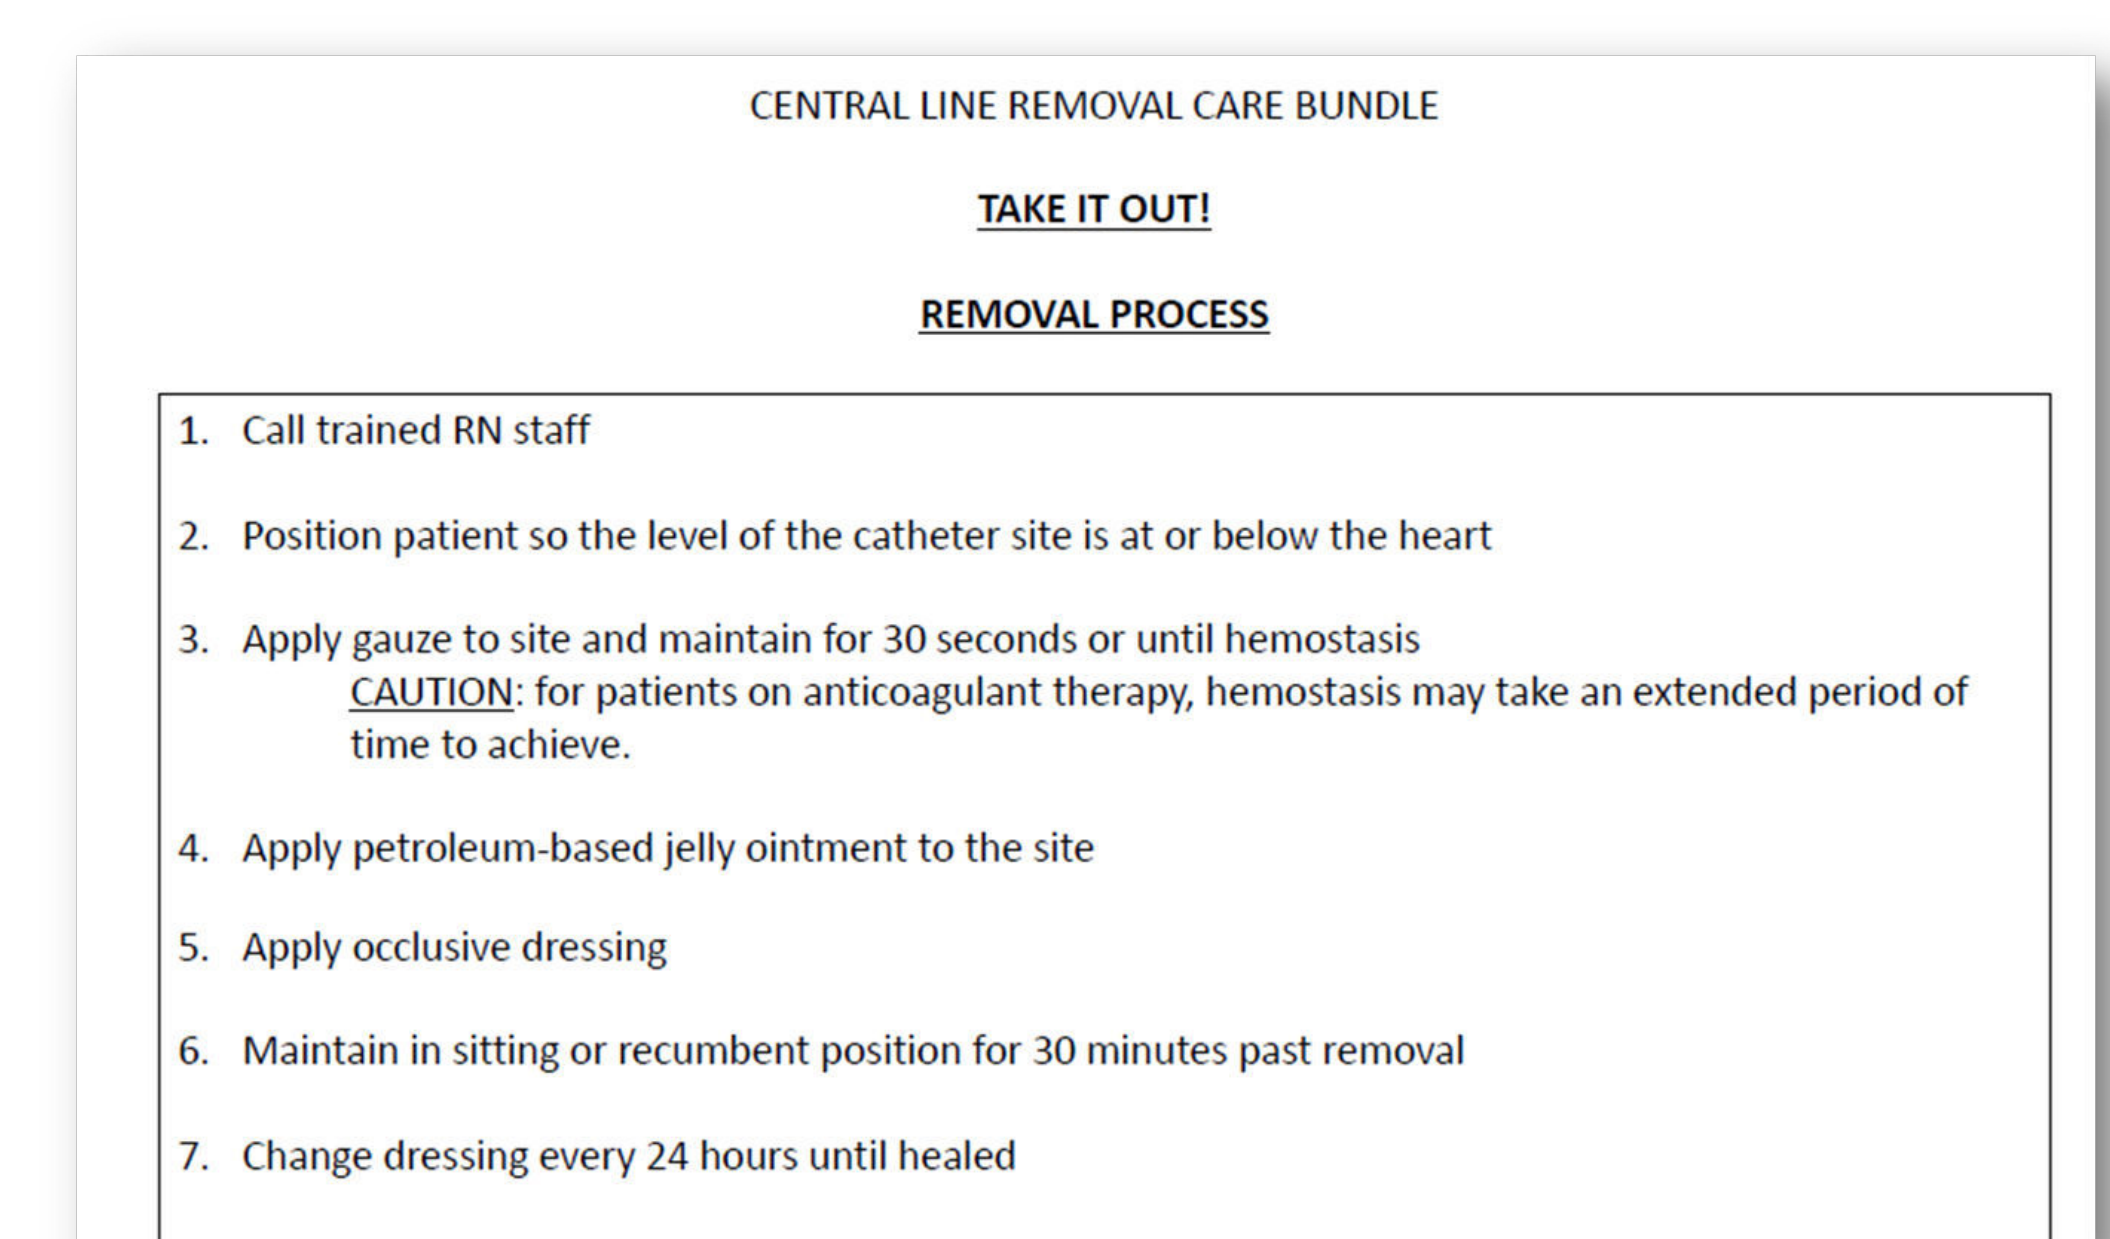 CENTRAL LINE REMOVAL CARE BUNDLE
TAKE IT OUT!
REMOVAL PROCESS
1. Call trained RN staff
2. Position patient so the level of the catheter site is at or below the heart
3. Apply gauze to site and maintain for 30 seconds or until hemostasis
CAUTION: for patients on anticoagulant therapy, hemostasis may take an extended period of
time to achieve.
4. Apply petroleum-based jelly ointment to the site
5. Apply occlusive dressing
6. Maintain in sitting or recumbent position for 30 minutes past removal
7. Change dressing every 24 hours until healed